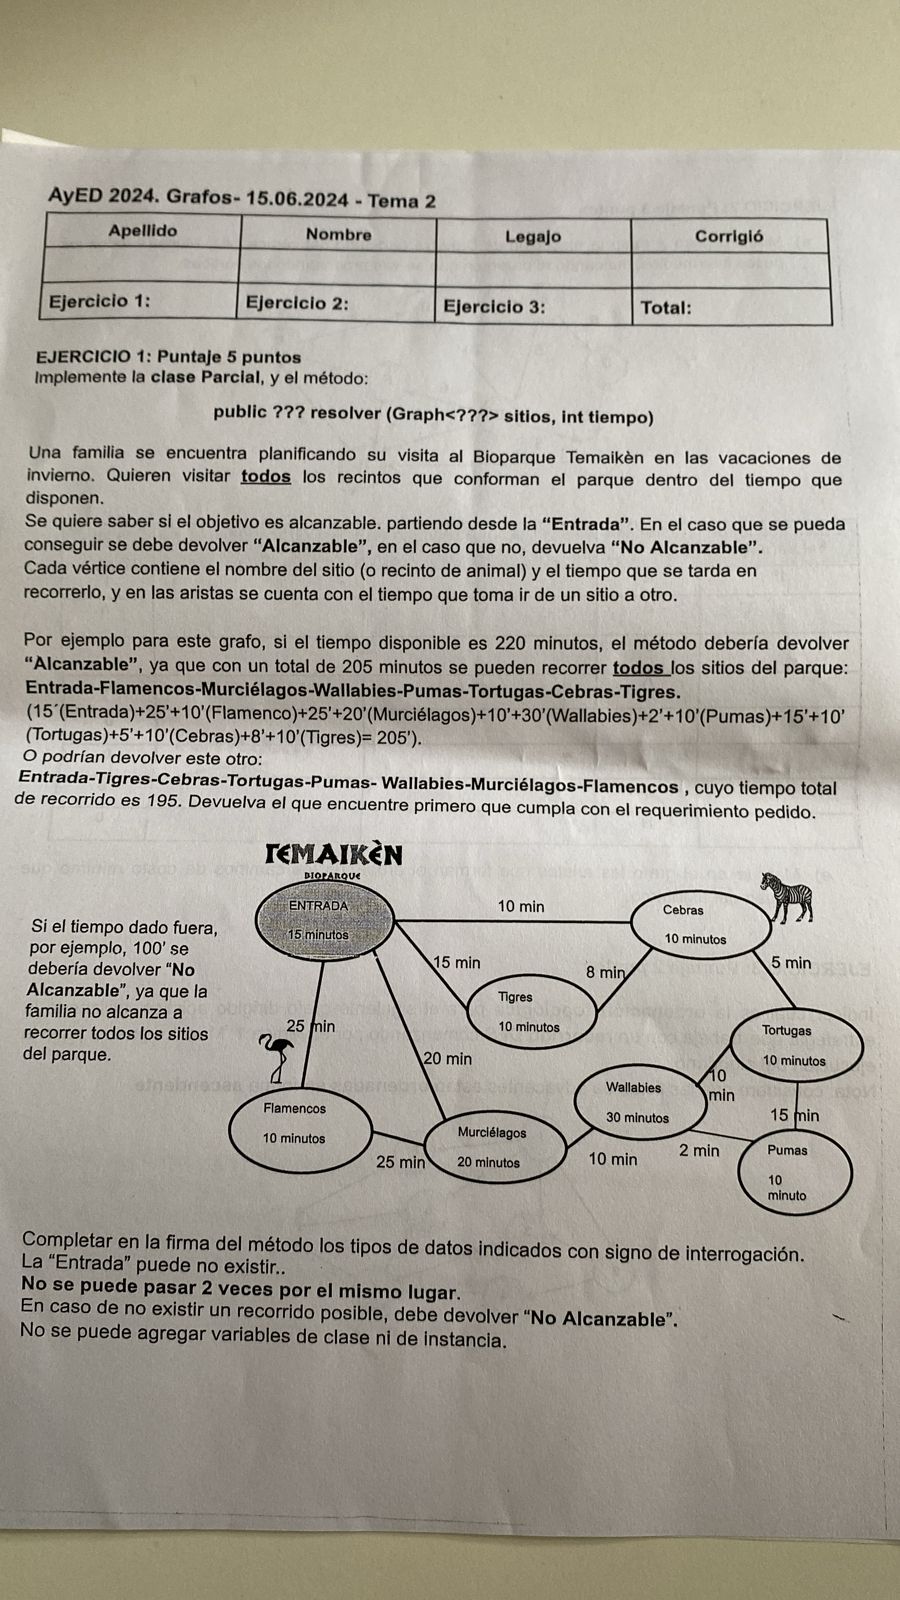 AyED 2024. Grafos- 15.06.2024 - Tema 2
Apellido Nombre Legajo Corrigió
Ejercicio 1: Ejercicio 2: Ejercicio 3: Total:
EJERCICIO 1: Puntaje 5 puntos
Implemente la clase Parcial, y el método:
public ??? resolver (Graph<???> sitios, int tiempo)
Una familia se encuentra planificando su visita al Bioparque Temaikèn en las vacaciones de
invierno. Quieren visitar todos los recintos que conforman el parque dentro del tiempo que
disponen.
Se quiere saber si el objetivo es alcanzable. partiendo desde la “Entrada”. En el caso que se pueda
conseguir se debe devolver “Alcanzable”, en el caso que no, devuelva “No Alcanzable”.
Cada vértice contiene el nombre del sitio (o recinto de animal) y el tiempo que se tarda en
recorrerlo, y en las aristas se cuenta con el tiempo que toma ir de un sitio a otro.
Por ejemplo para este grafo, si el tiempo disponible es 220 minutos, el método debería devolver
“Alcanzable”, ya que con un total de 205 minutos se pueden recorrer todos los sitios del parque:
Entrada-Flamencos-Murciélagos-Wallabies-Pumas-Tortugas-Cebras-Tigres.
(15´(Entrada)+25'+10'(Flamenco)+25'+20'(Murciélagos)+10'+30'(Wallabies)+2'+10'(Pumas)+15'+10'
(Tortugas)+5'+10'(Cebras)+8'+10'(Tigres)= 205').
O podrían devolver este otro:
Entrada-Tigres-Cebras-Tortugas-Pumas- Wallabies-Murciélagos-Flamencos , cuyo tiempo total
de recorrido es 195. Devuelva el que encuentre primero que cumpla con el requerimiento pedido.
TEMAIKÈN
BIOPARQUE
Si el tiempo dado fuera,
por ejemplo, 100' se
debería devolver “No
Alcanzable”, ya que la
familia no alcanza a
recorrer todos los sitios
del parque.
ENTRADA
15 minutos
10 min
Cebras
10 minutos
15 min
8 min
5 min
Tigres
10 minutos
25 min
20 min
Tortugas
10 minutos
Wallabies
30 minutos
10
min
15 min
Flamencos
10 minutos
25 min
Murciélagos
20 minutos
10 min
2 min
Pumas
10
minuto
Completar en la firma del método los tipos de datos indicados con signo de interrogación.
La “Entrada” puede no existir..
No se puede pasar 2 veces por el mismo lugar.
En caso de no existir un recorrido posible, debe devolver “No Alcanzable”.
No se puede agregar variables de clase ni de instancia.